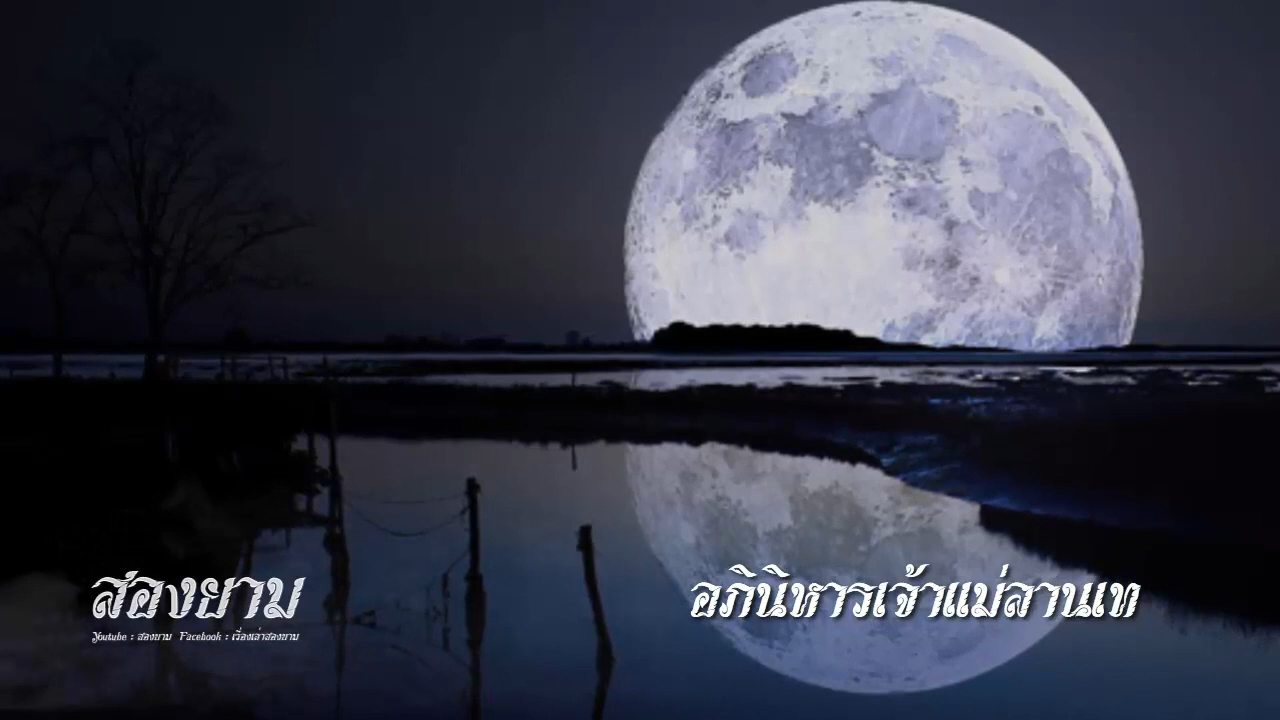 สองยาม
Youtube : สองยาม Facebook : เรื่องเล่าสองยาม
อภินิหารเจ้าแม่ลานเท